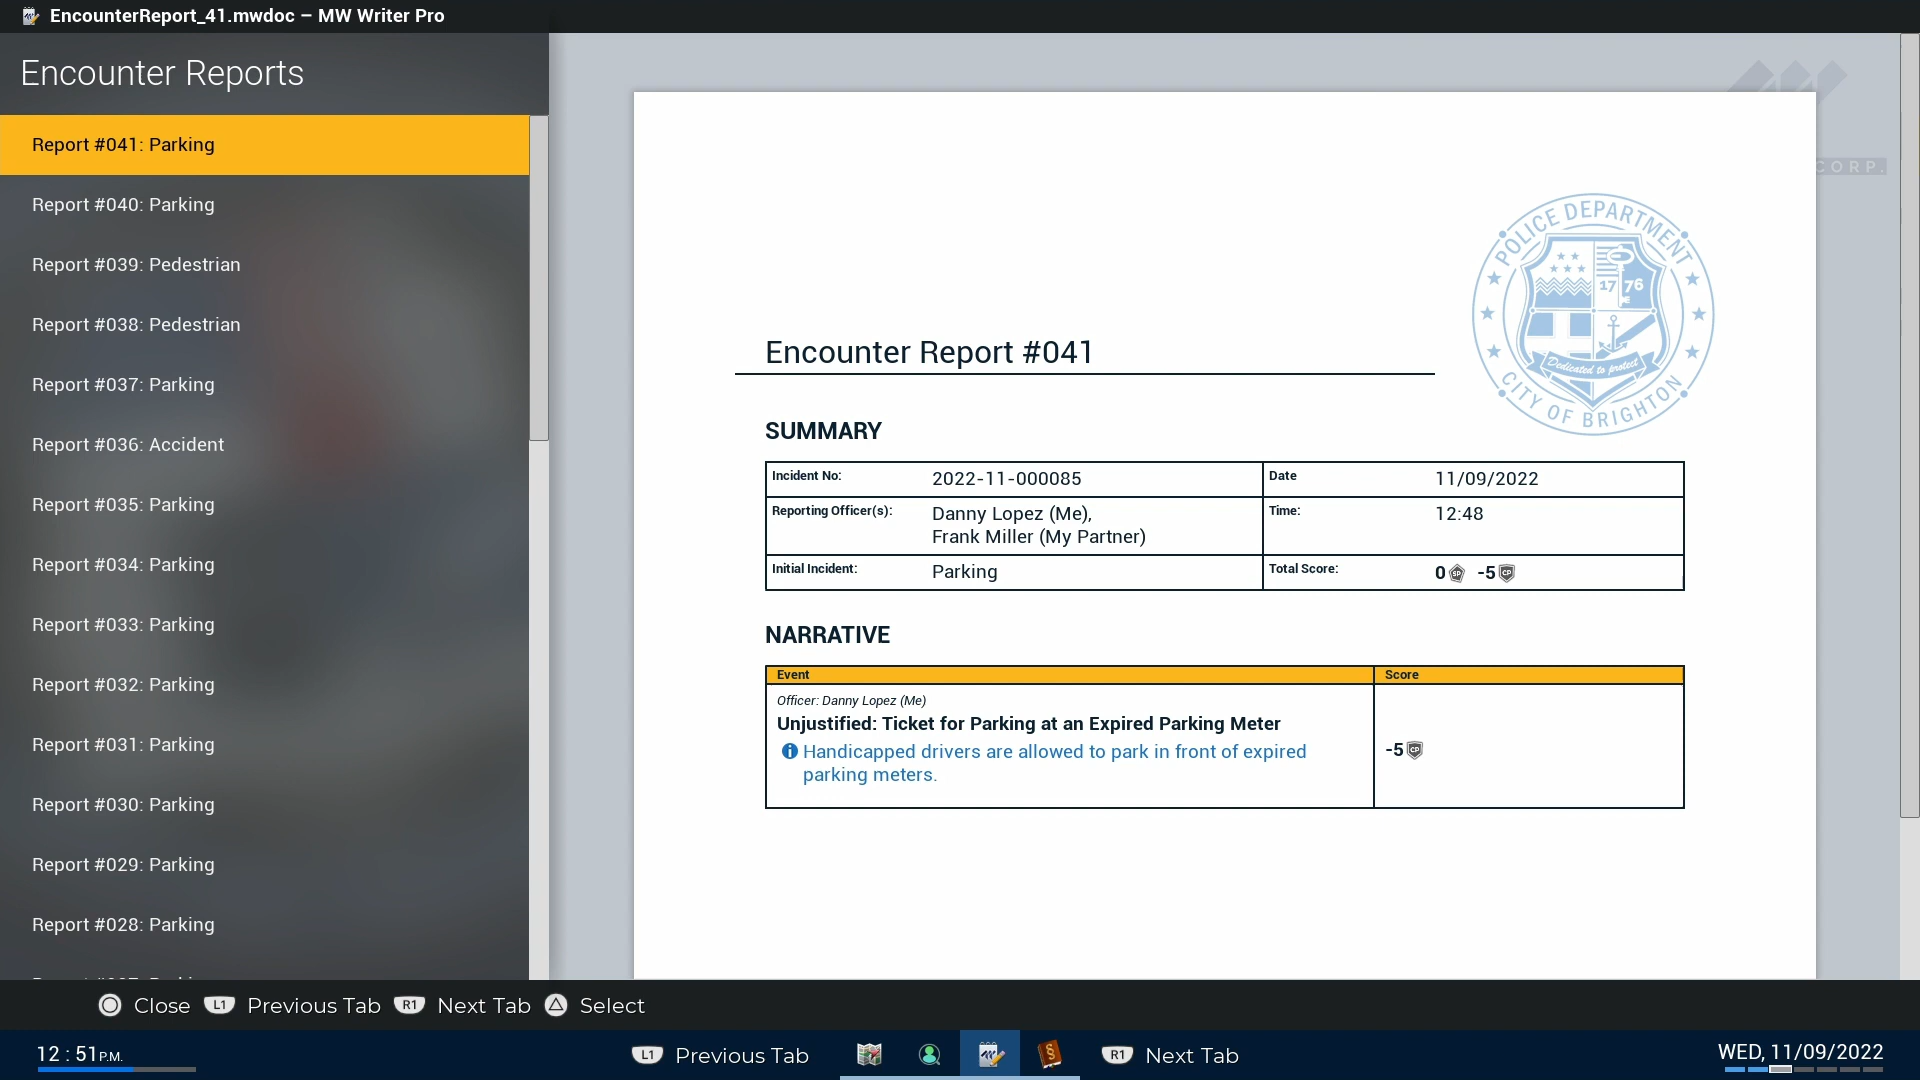 EncounterReport_41.mwdoc – MW Writer Pro
Encounter Reports
Report #041: Parking
Report #040: Parking
Report #039: Pedestrian
Report #038: Pedestrian
Report #037: Parking
Report #036: Accident
Report #035: Parking
Report #034: Parking
Report #033: Parking
Report #032: Parking
Report #031: Parking
Report #030: Parking
Report #029: Parking
Report #028: Parking
CORP.
POLICE DEPARTMENT
17 76
Dedicated to protect
CITY OF BRIGHTON
Encounter Report #041
SUMMARY
Incident No: 2022-11-000085 Date 11/09/2022
Reporting Officer(s): Danny Lopez (Me), Time: 12:48
Frank Miller (My Partner)
Initial Incident: Parking Total Score: 0 SP -5 CP
NARRATIVE
Event Score
Officer: Danny Lopez (Me)
Unjustified: Ticket for Parking at an Expired Parking Meter
Handicapped drivers are allowed to park in front of expired
parking meters.
-5 CP
Close L1 Previous Tab R1 Next Tab Select
12 : 51 P.M. L1 Previous Tab R1 Next Tab WED, 11/09/2022